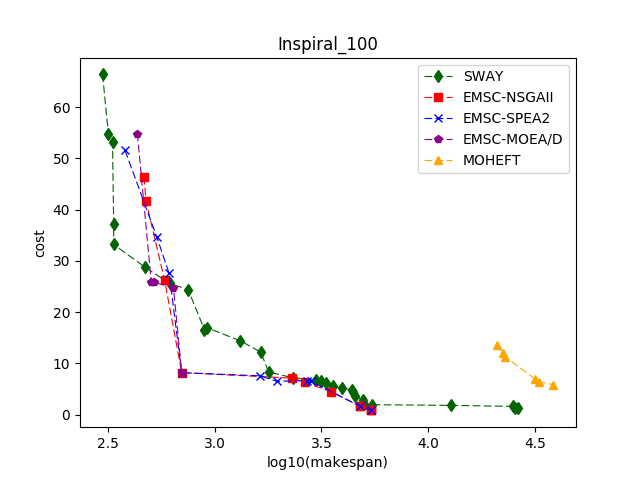 Inspiral_100
SWAY
EMSC-NSGAII
EMSC-SPEA2
EMSC-MOEA/D
MOHEFT
cost
60
50
40
30
20
10
0
2.5 3.0 3.5 4.0 4.5
log10(makespan)